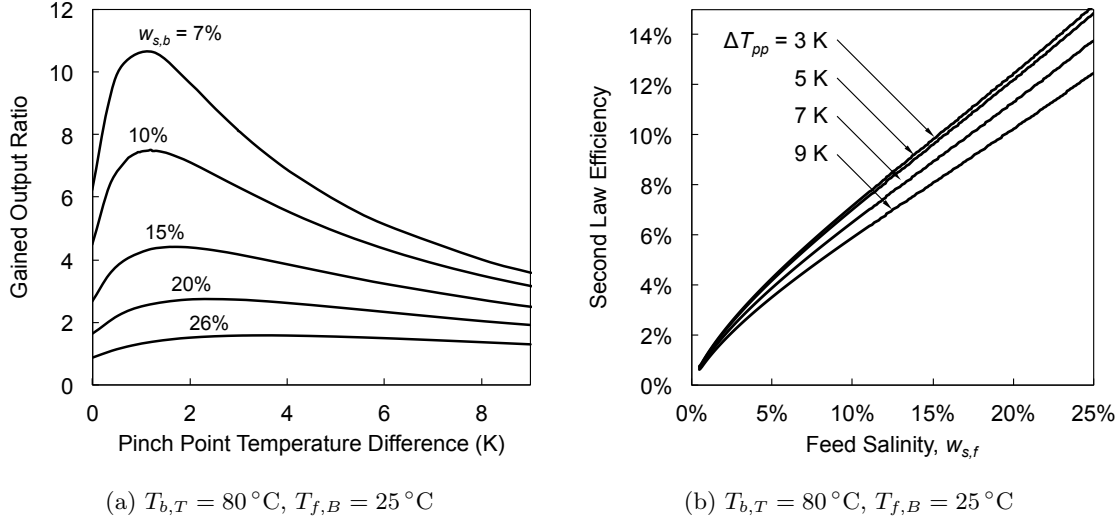 12
10
8
6
4
2
0
0
2
4
6
8
Gained Output Ratio
Pinch Point Temperature Difference (K)
w_{s,b} = 7%
10%
15%
20%
26%
(a) T_{b,T} = 80 °C, T_{f,B} = 25 °C
14%
12%
10%
8%
6%
4%
2%
0%
0%
5%
10%
15%
20%
25%
Second Law Efficiency
Feed Salinity, w_{s,f}
ΔT_{pp} = 3 K
5 K
7 K
9 K
(b) T_{b,T} = 80 °C, T_{f,B} = 25 °C